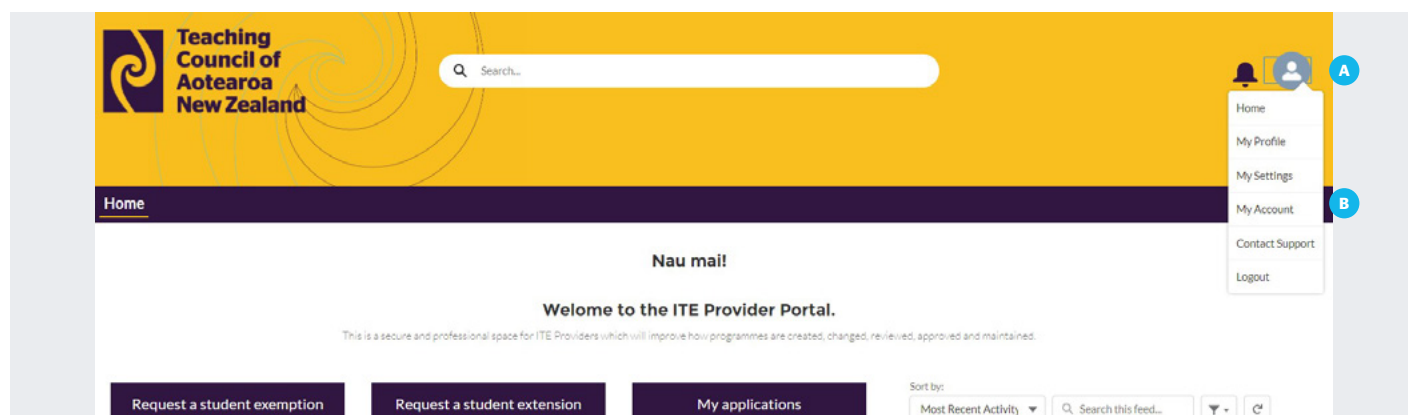 Teaching
Council of
Aotearoa
New Zealand
Search...
A
Home
My Profile
My Settings
Home
My Account
B
Contact Support
Logout
Nau mai!
Welome to the ITE Provider Portal.
This is a secure and professional space for ITE Providers which will improve how programmes are created, changed, reviewed, approved and maintained.
Request a student exemption
Request a student extension
My applications
Sort by:
Most Recent Activity
Search this feed...